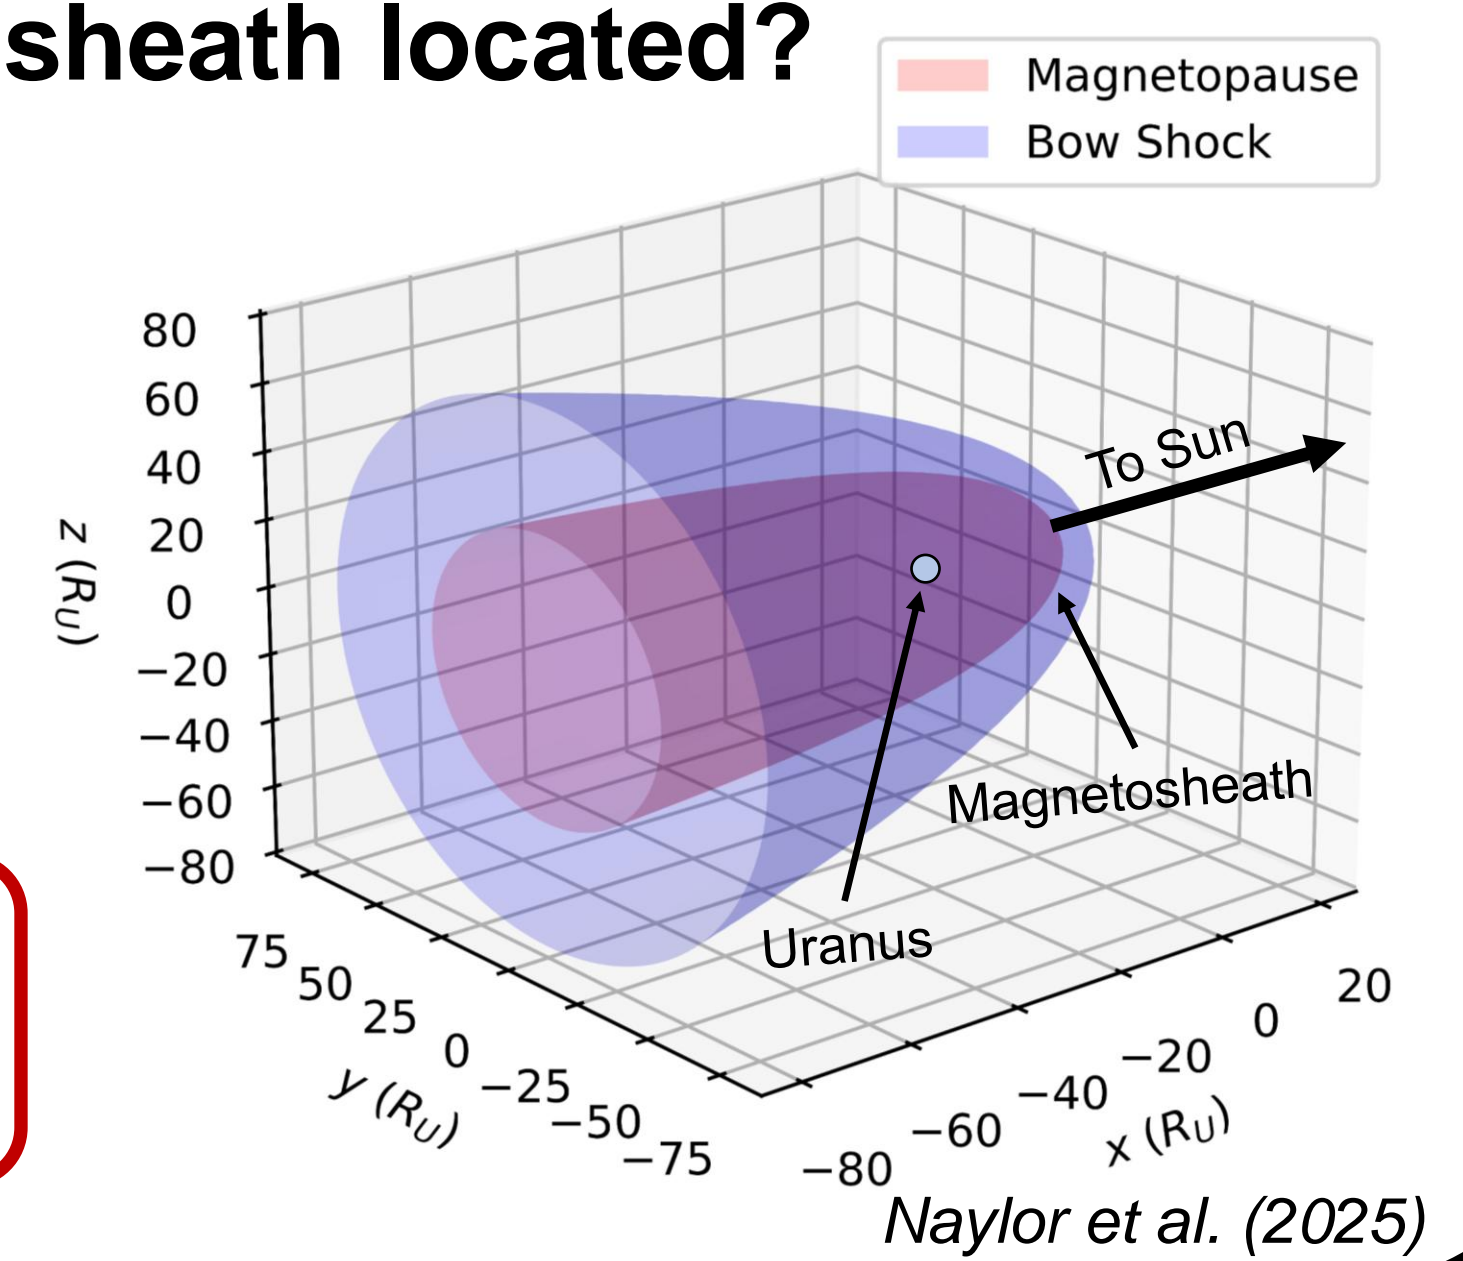 sheath located?
Magnetopause
Bow Shock
80
60
40
20
0
−20
−40
−60
−80
z (R_U)
To Sun
Magnetosheath
Uranus
75
50
25
0
−25
−50
−75
y (R_U)
−80
−60
−40
−20
0
20
x (R_U)
Naylor et al. (2025)